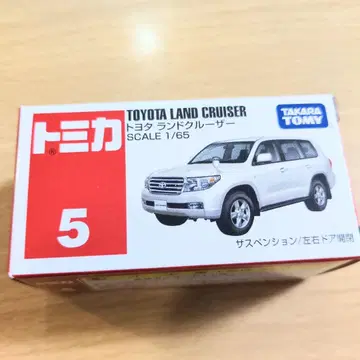 トミカ
®
5
TOYOTA LAND CRUISER
トヨタ ランドクルーザー
SCALE 1/65
TAKARA
TOMY
サスペンション/左右ドア開閉